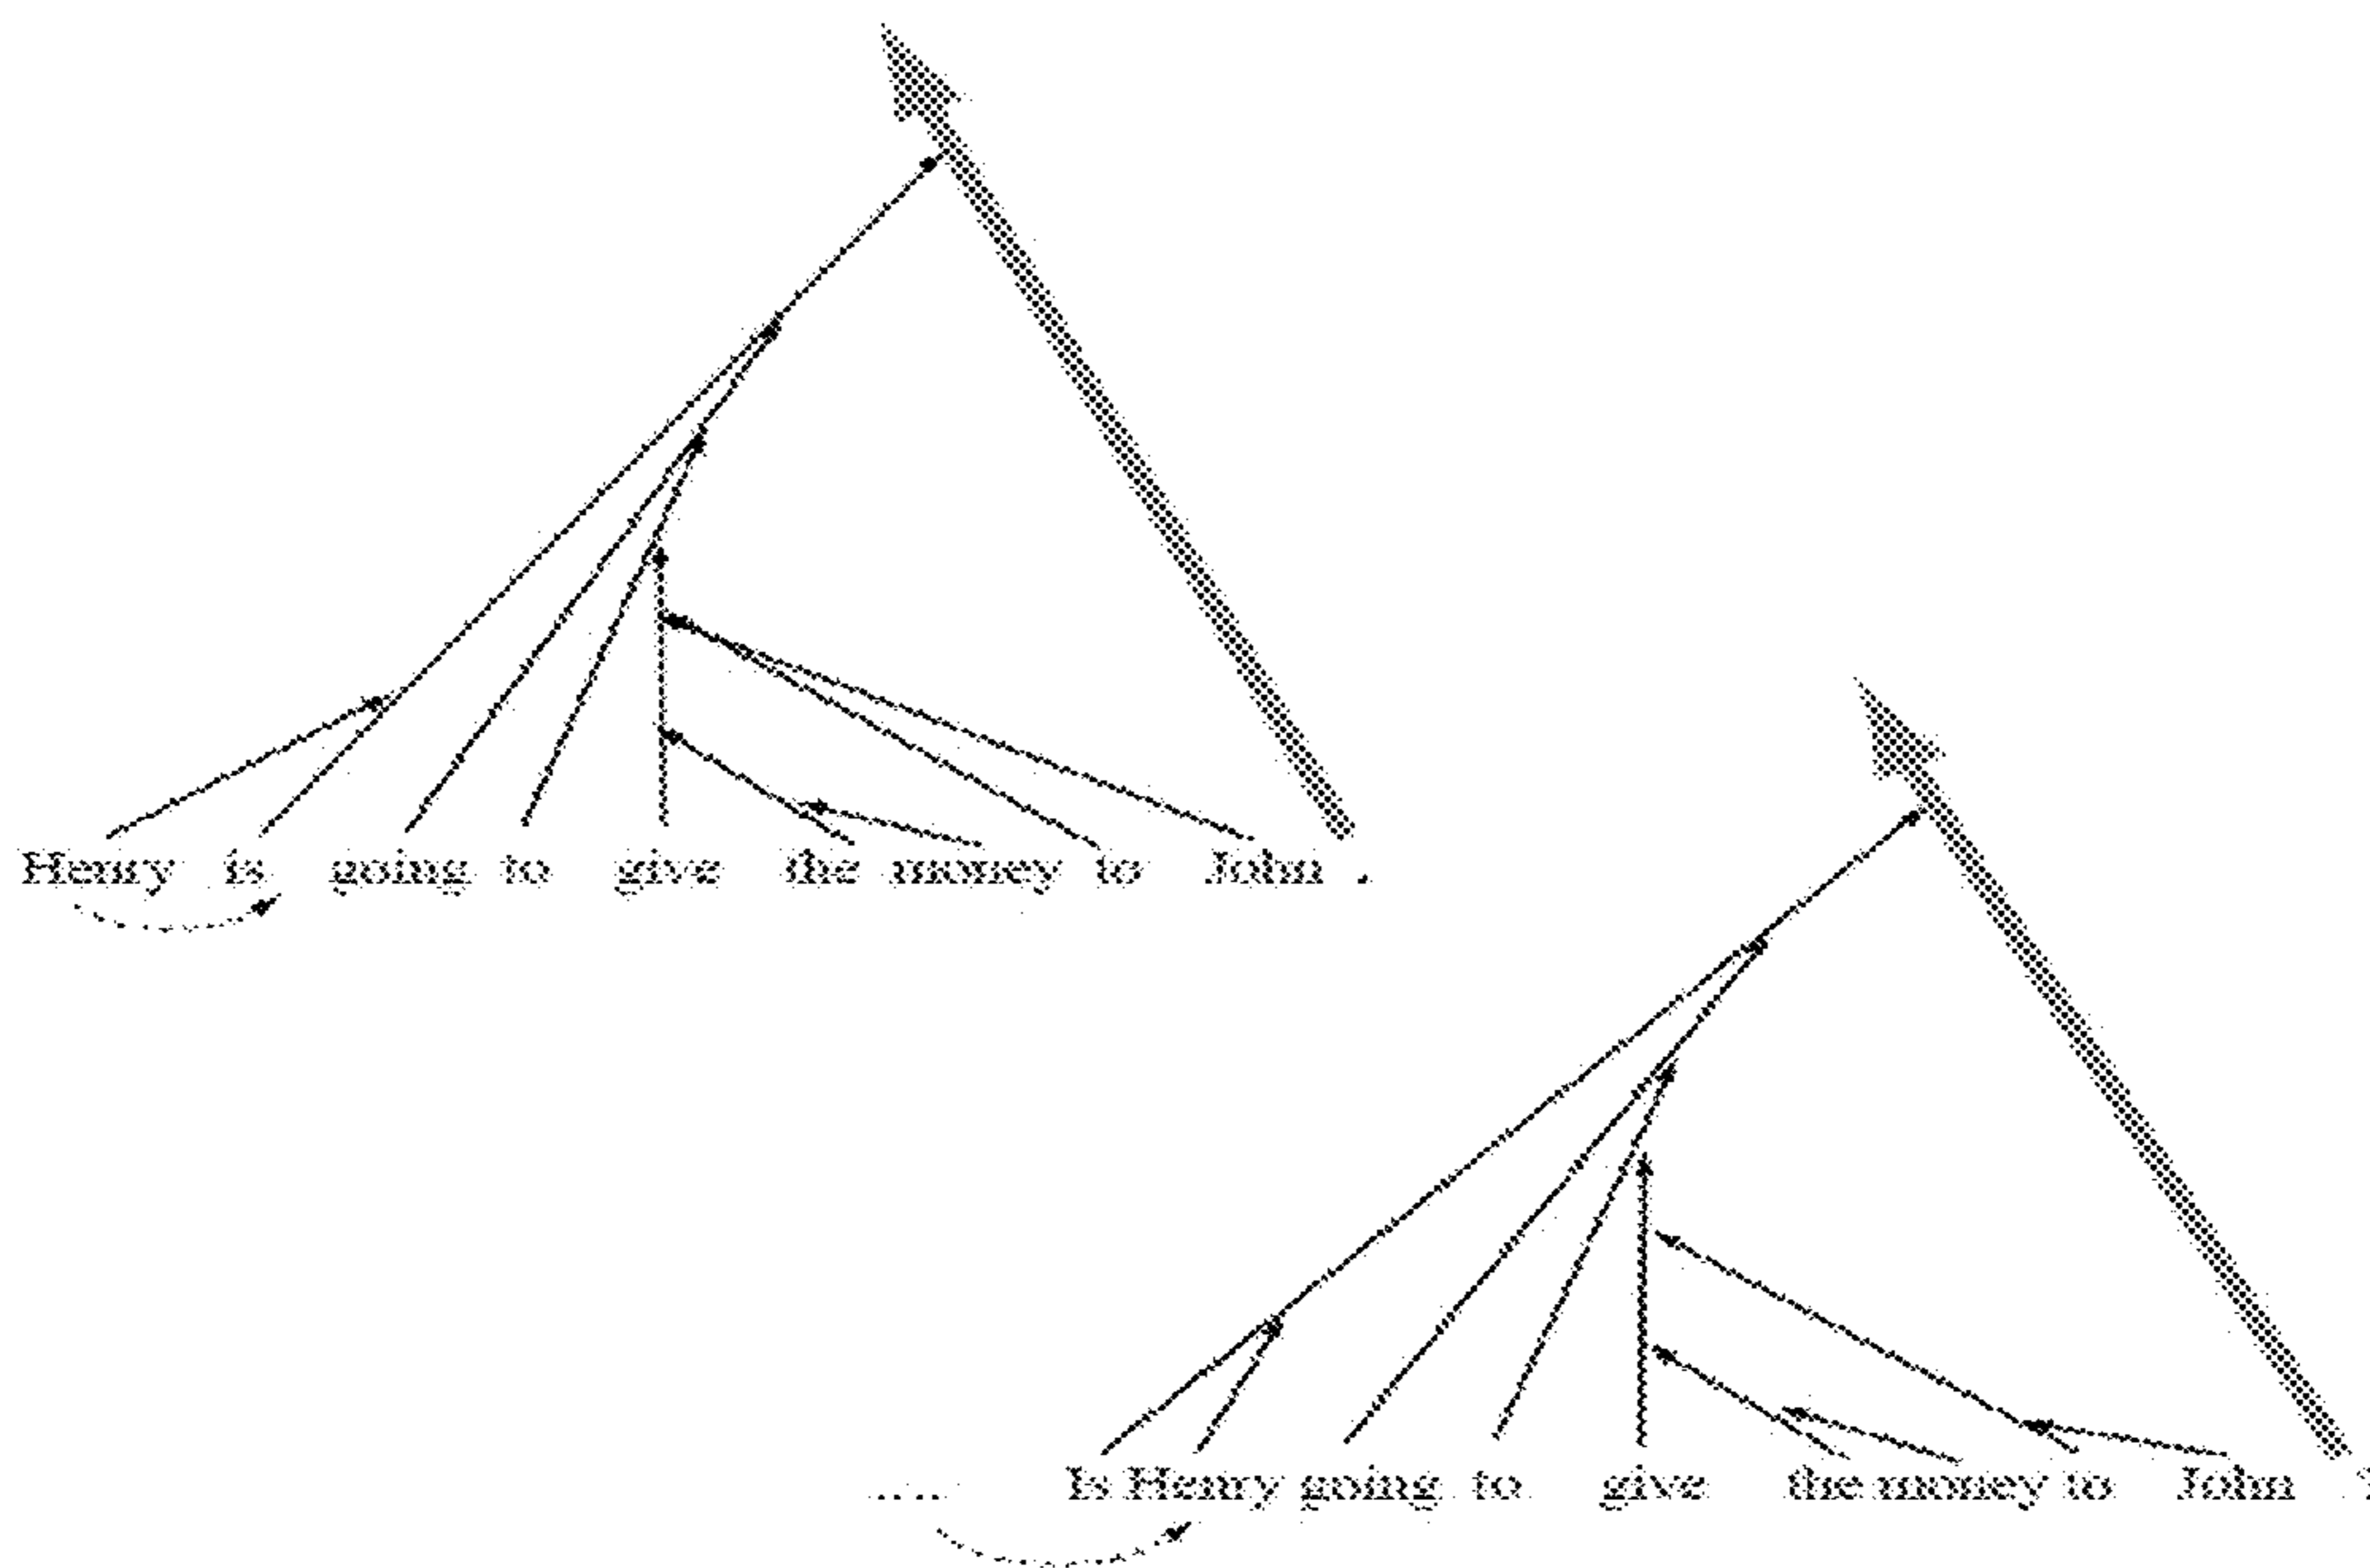 Henry is going to give the money to John .
..... Is Henry going to give the money to John ?